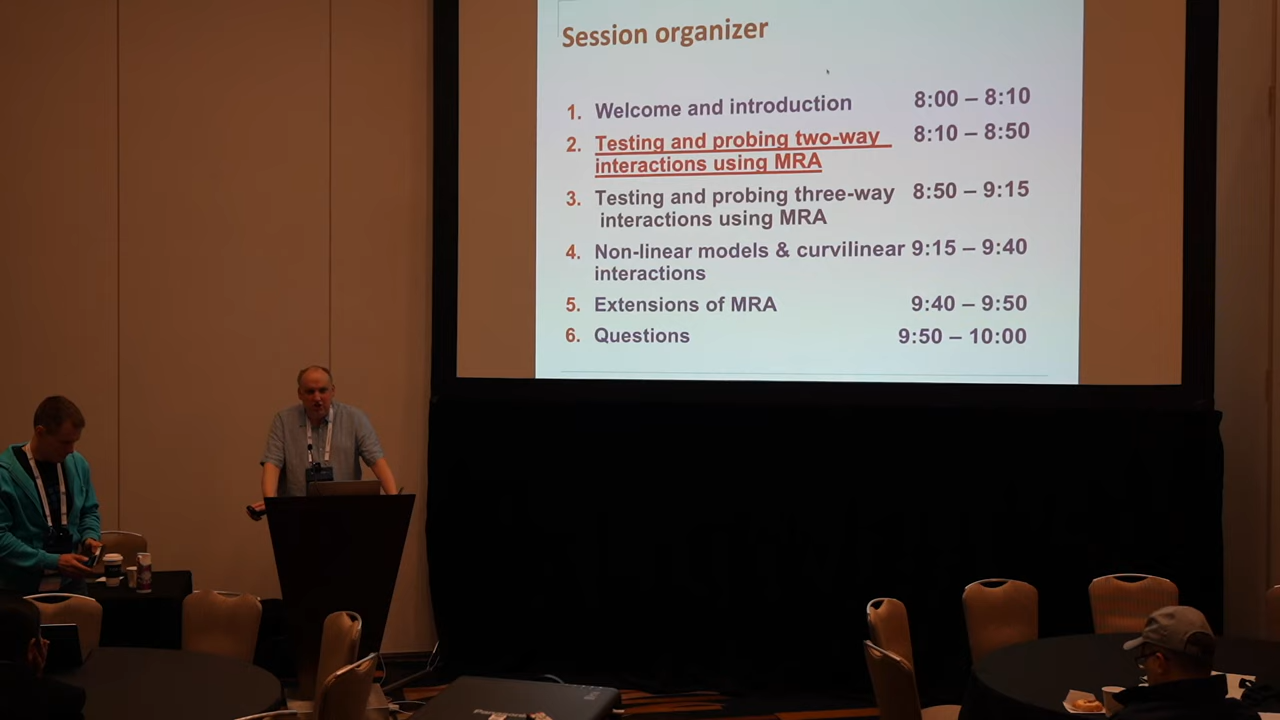 Session organizer
1. Welcome and introduction 8:00 – 8:10
2. Testing and probing two-way 8:10 – 8:50
interactions using MRA
3. Testing and probing three-way 8:50 – 9:15
interactions using MRA
4. Non-linear models & curvilinear 9:15 – 9:40
interactions
5. Extensions of MRA 9:40 – 9:50
6. Questions 9:50 – 10:00